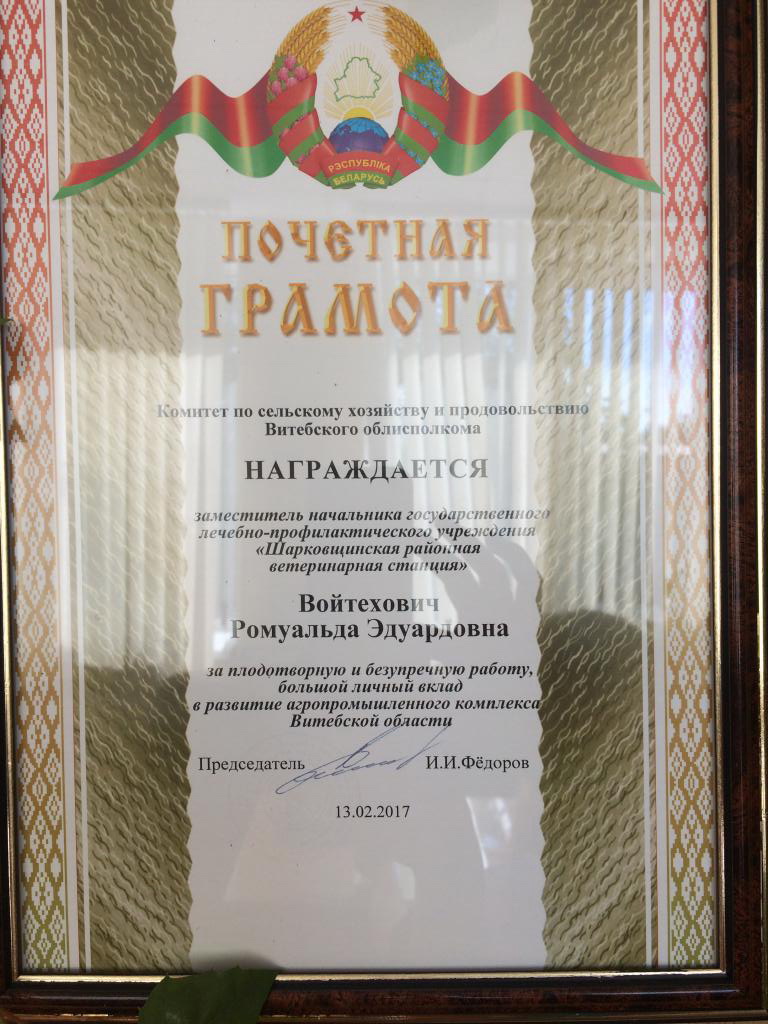 РЭСПУБЛІКА
БЕЛАРУСЬ
ПОЧЕТНАЯ
ГРАМОТА
Комитет по сельскому хозяйству и продовольствию
Витебского облисполкома
НАГРАЖДАЕТСЯ
заместитель начальника государственного
лечебно-профилактического учреждения
«Шарковщинская районная
ветеринарная станция»
Войтехович
Ромуальда Эдуардовна
за плодотворную и безупречную работу,
большой личный вклад
в развитие агропромышленного комплекса
Витебской области
Председатель И.И.Фёдоров
13.02.2017